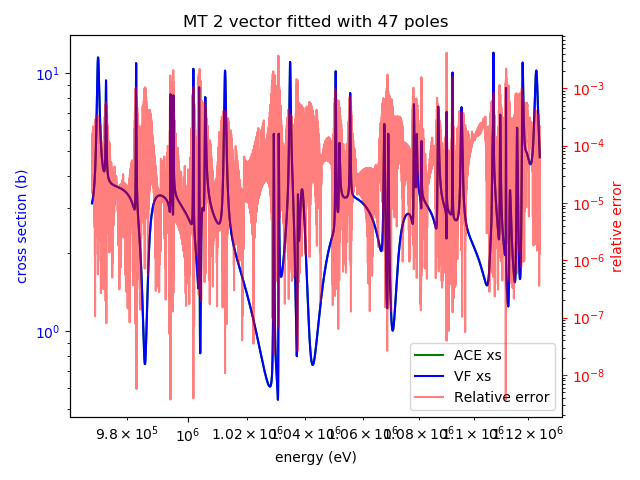 MT 2 vector fitted with 47 poles
10¹
10⁰
cross section (b)
10⁻³
10⁻⁴
10⁻⁵
10⁻⁶
10⁻⁷
10⁻⁸
relative error
ACE xs
VF xs
Relative error
9.8 × 10⁵
10⁶
1.02 × 10⁶
1.04 × 10⁶
1.06 × 10⁶
1.08 × 10⁶
1.1 × 10⁶
1.12 × 10⁶
energy (eV)